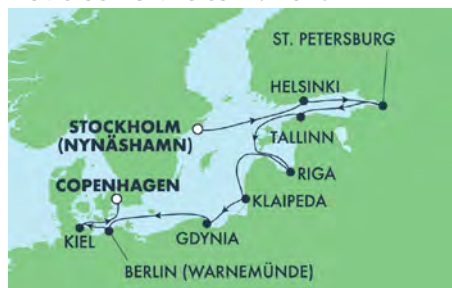 ST. PETERSBURG
HELSINKI
STOCKHOLM
(NYNÄSHAMN)
TALLINN
RIGA
COPENHAGEN
KLAIPEDA
KIEL
GDYNIA
BERLIN (WARNEMÜNDE)